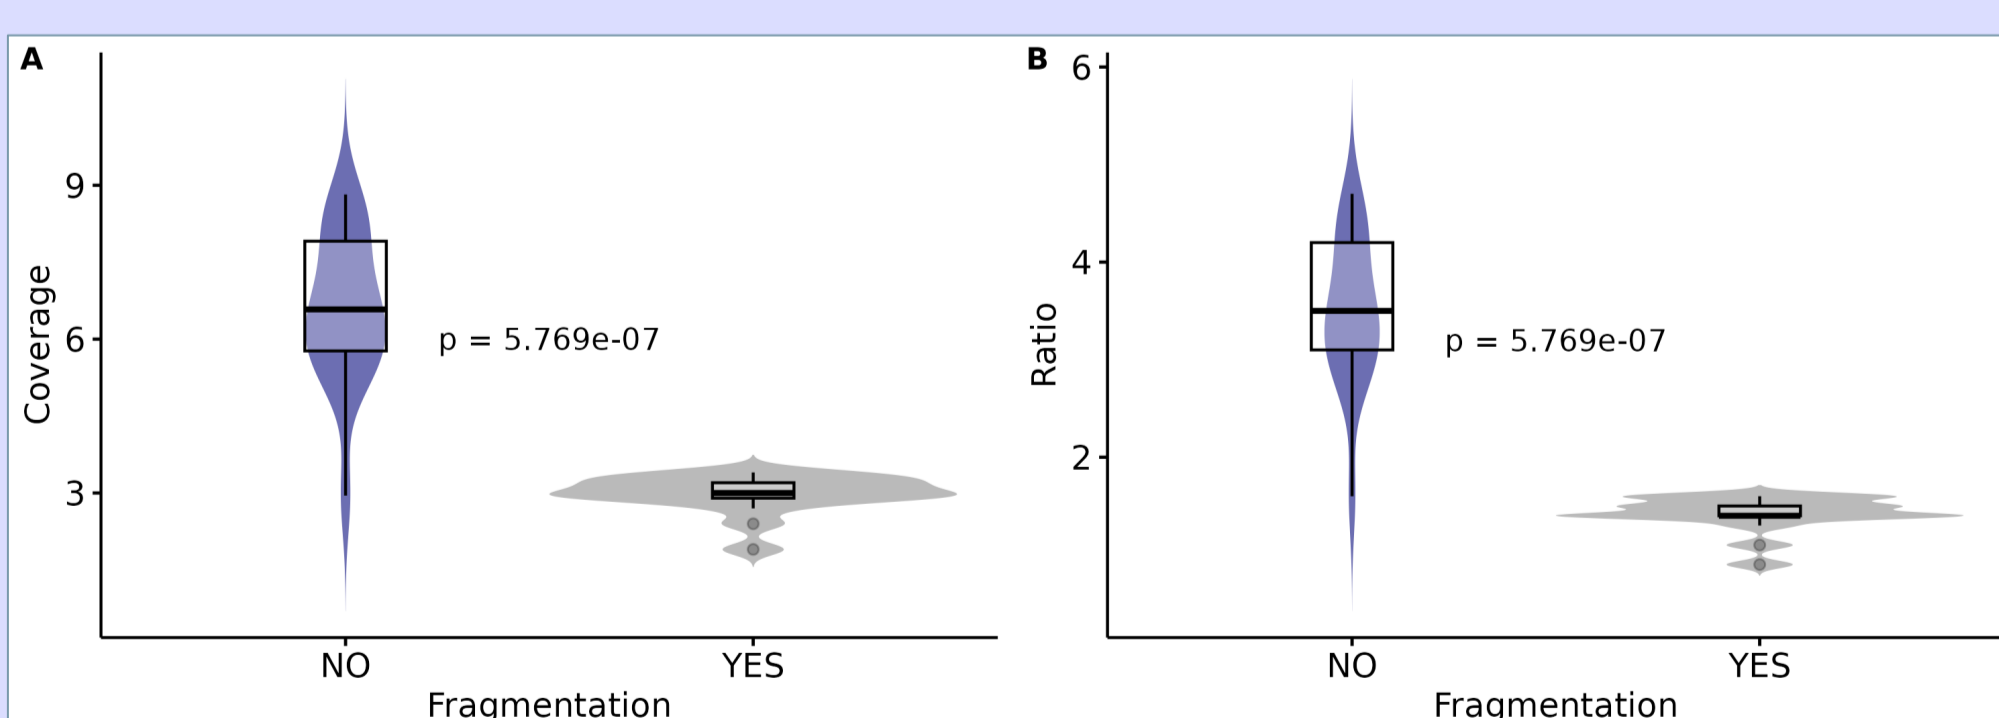 A
9
6
3
Coverage
p = 5.769e-07
NO
YES
Fragmentation
B
6
4
2
Ratio
p = 5.769e-07
NO
YES
Fragmentation